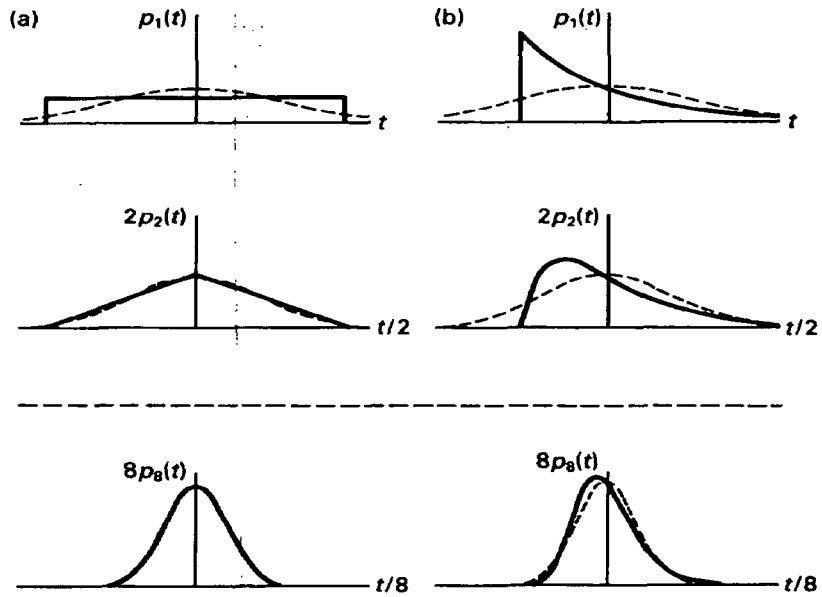 (a) p₁(t) (b) p₁(t)
t t
2p₂(t) 2p₂(t)
t/2 t/2
8p₈(t) 8p₈(t)
t/8 t/8